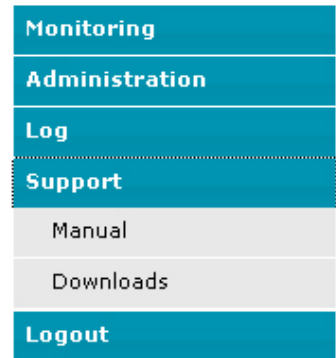 Monitoring
Administration
Log
Support
Manual
Downloads
Logout